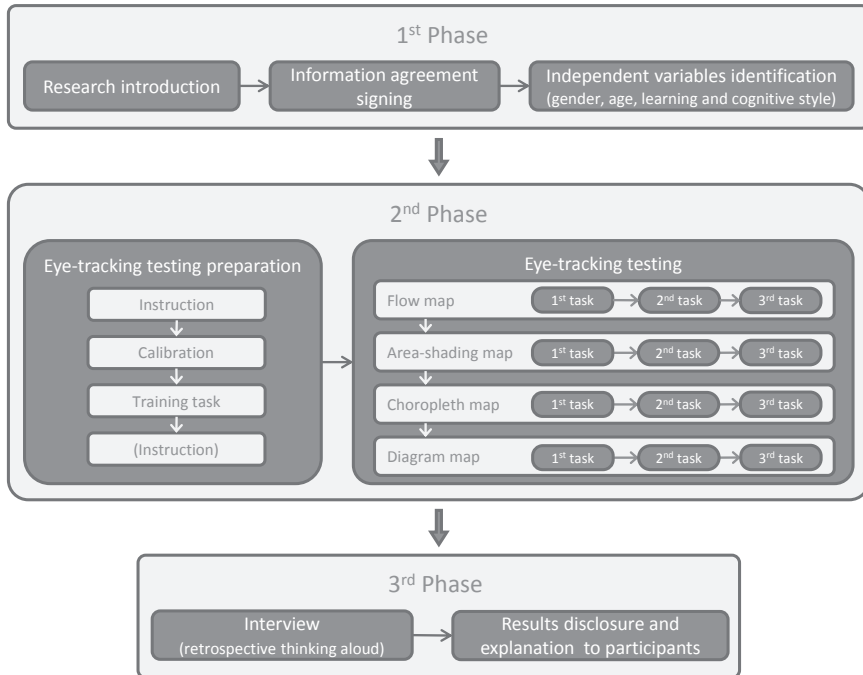 1st Phase
Research introduction
Information agreement
signing
Independent variables identification
(gender, age, learning and cognitive style)
2nd Phase
Eye-tracking testing preparation
Instruction
Calibration
Training task
(Instruction)
Eye-tracking testing
Flow map 1st task 2nd task 3rd task
Area-shading map 1st task 2nd task 3rd task
Choropleth map 1st task 2nd task 3rd task
Diagram map 1st task 2nd task 3rd task
3rd Phase
Interview
(retrospective thinking aloud)
Results disclosure and
explanation to participants